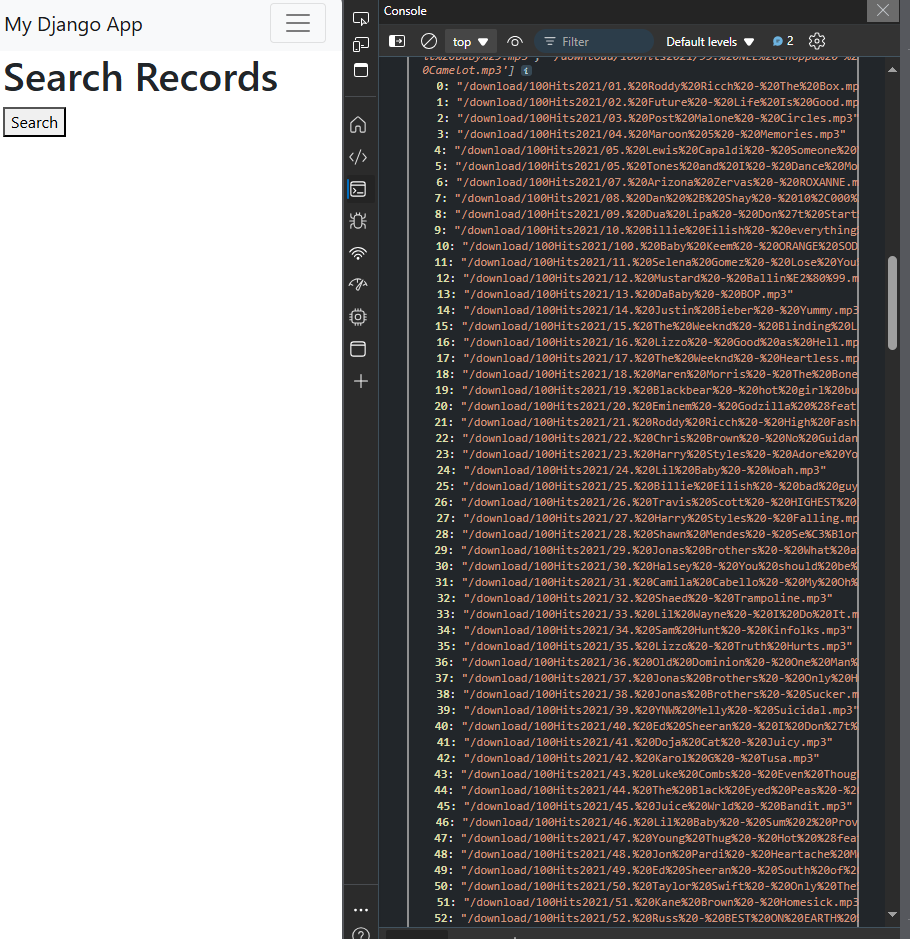 My Django App
Search Records
Search
Console
top
Filter
Default levels
2
0Camelot.mp3']
0: "/download/100Hits2021/01.%20Roddy%20Ricch%20-%20The%20Box.mp
1: "/download/100Hits2021/02.%20Future%20-%20Life%20Is%20Good.mp
2: "/download/100Hits2021/03.%20Post%20Malone%20-%20Circles.mp3"
3: "/download/100Hits2021/04.%20Maroon%205%20-%20Memories.mp3"
4: "/download/100Hits2021/05.%20Lewis%20Capaldi%20-%20Someone%20
5: "/download/100Hits2021/05.%20Tones%20and%20I%20-%20Dance%20Mo
6: "/download/100Hits2021/07.%20Arizona%20Zervas%20-%20ROXANNE.m
7: "/download/100Hits2021/08.%20Dan%20%2B%20Shay%20-%2010%2C000%
8: "/download/100Hits2021/09.%20Dua%20Lipa%20-%20Don%27t%20Start
9: "/download/100Hits2021/10.%20Billie%20Eilish%20-%20everything
10: "/download/100Hits2021/100.%20Baby%20Keem%20-%20ORANGE%20SOD
11: "/download/100Hits2021/11.%20Selena%20Gomez%20-%20Lose%20You
12: "/download/100Hits2021/12.%20Mustard%20-%20Ballin%E2%80%99.m
13: "/download/100Hits2021/13.%20DaBaby%20-%20BOP.mp3"
14: "/download/100Hits2021/14.%20Justin%20Bieber%20-%20Yummy.mp3
15: "/download/100Hits2021/15.%20The%20Weeknd%20-%20Blinding%20L
16: "/download/100Hits2021/16.%20Lizzo%20-%20Good%20as%20Hell.mp
17: "/download/100Hits2021/17.%20The%20Weeknd%20-%20Heartless.mp
18: "/download/100Hits2021/18.%20Maren%20Morris%20-%20The%20Bone
19: "/download/100Hits2021/19.%20Blackbear%20-%20hot%20girl%20bu
20: "/download/100Hits2021/20.%20Eminem%20-%20Godzilla%20%28feat
21: "/download/100Hits2021/21.%20Roddy%20Ricch%20-%20High%20Fash
22: "/download/100Hits2021/22.%20Chris%20Brown%20-%20No%20Guidan
23: "/download/100Hits2021/23.%20Harry%20Styles%20-%20Adore%20Yo
24: "/download/100Hits2021/24.%20Lil%20Baby%20-%20Woah.mp3"
25: "/download/100Hits2021/25.%20Billie%20Eilish%20-%20bad%20guy
26: "/download/100Hits2021/26.%20Travis%20Scott%20-%20HIGHEST%20
27: "/download/100Hits2021/27.%20Harry%20Styles%20-%20Falling.mp
28: "/download/100Hits2021/28.%20Shawn%20Mendes%20-%20Se%C3%B1or
29: "/download/100Hits2021/29.%20Jonas%20Brothers%20-%20What%20a
30: "/download/100Hits2021/30.%20Halsey%20-%20You%20should%20be%
31: "/download/100Hits2021/31.%20Camila%20Cabello%20-%20My%20Oh%
32: "/download/100Hits2021/32.%20Shaed%20-%20Trampoline.mp3"
33: "/download/100Hits2021/33.%20Lil%20Wayne%20-%20I%20Do%20It.m
34: "/download/100Hits2021/34.%20Sam%20Hunt%20-%20Kinfolks.mp3"
35: "/download/100Hits2021/35.%20Lizzo%20-%20Truth%20Hurts.mp3"
36: "/download/100Hits2021/36.%20Old%20Dominion%20-%20One%20Man%
37: "/download/100Hits2021/37.%20Jonas%20Brothers%20-%20Only%20H
38: "/download/100Hits2021/38.%20Jonas%20Brothers%20-%20Sucker.m
39: "/download/100Hits2021/39.%20YNW%20Melly%20-%20Suicidal.mp3"
40: "/download/100Hits2021/40.%20Ed%20Sheeran%20-%20I%20Don%27t%
41: "/download/100Hits2021/41.%20Doja%20Cat%20-%20Juicy.mp3"
42: "/download/100Hits2021/42.%20Karol%20G%20-%20Tusa.mp3"
43: "/download/100Hits2021/43.%20Luke%20Combs%20-%20Even%20Thoug
44: "/download/100Hits2021/44.%20The%20Black%20Eyed%20Peas%20-%2
45: "/download/100Hits2021/45.%20Juice%20Wrld%20-%20Bandit.mp3"
46: "/download/100Hits2021/46.%20Lil%20Baby%20-%20Sum%202%20Prov
47: "/download/100Hits2021/47.%20Young%20Thug%20-%20Hot%20%28fea
48: "/download/100Hits2021/48.%20Jon%20Pardi%20-%20Heartache%20M
49: "/download/100Hits2021/49.%20Ed%20Sheeran%20-%20South%20of%2
50: "/download/100Hits2021/50.%20Taylor%20Swift%20-%20Only%20The
51: "/download/100Hits2021/51.%20Kane%20Brown%20-%20Homesick.mp3
52: "/download/100Hits2021/52.%20Russ%20-%20BEST%20ON%20EARTH%20